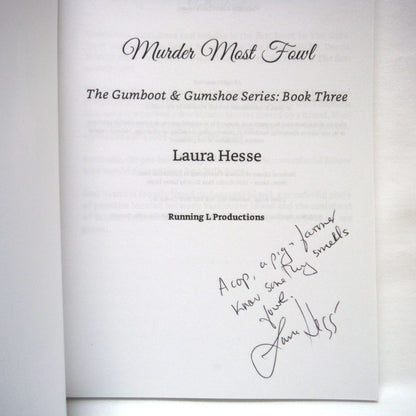 Murder Most Fowl
The Gumboot & Gumshoe Series: Book Three
Laura Hesse
Running L Productions
A cop, a pig + farmer
Know something smells
fowl.
Laura Hesse